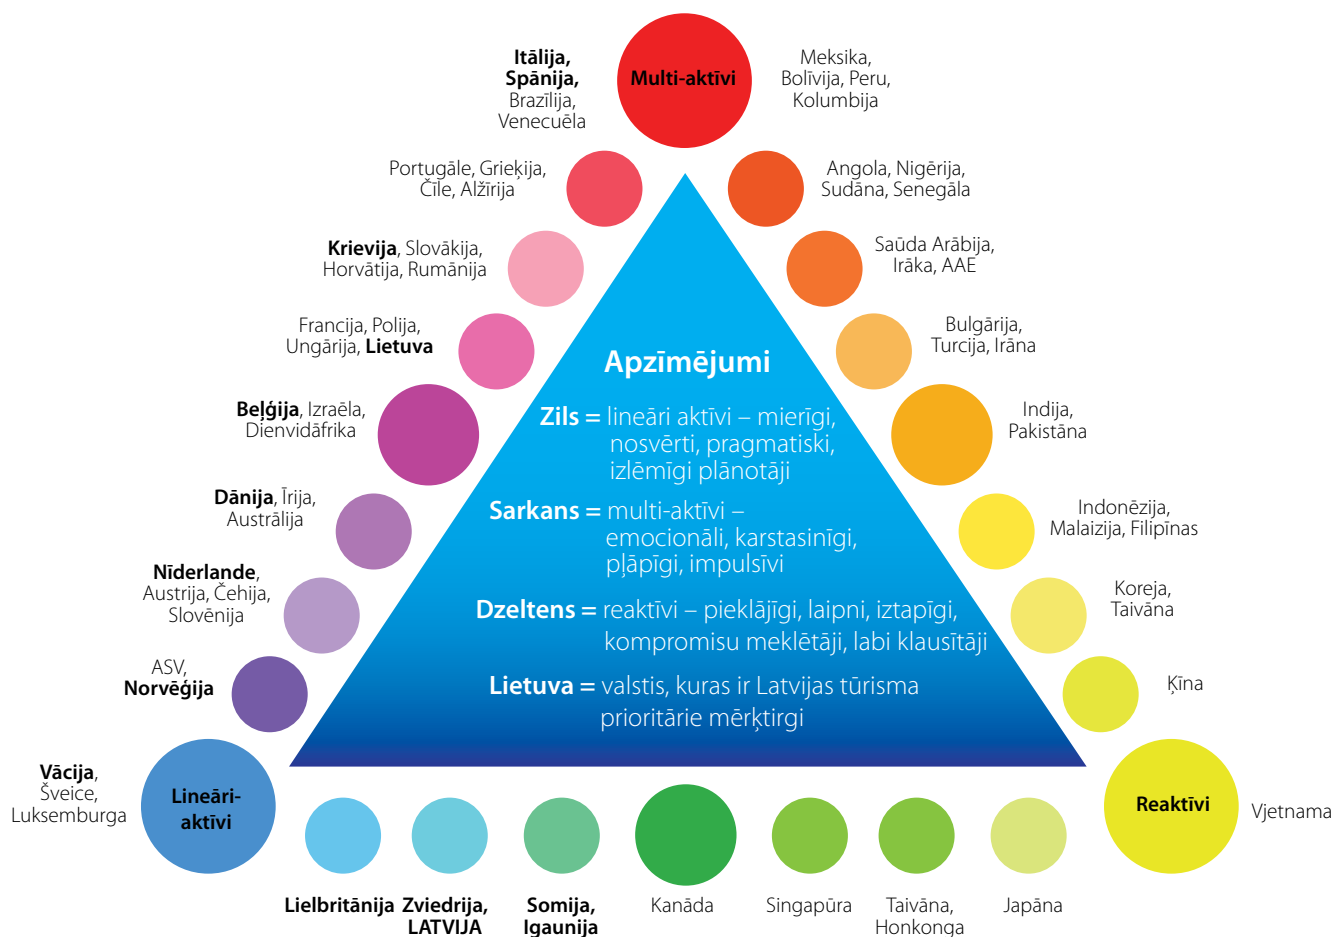 Itālija,
Spānija,
Brazīlija,
Venecuēla
Multi-aktīvi
Meksika,
Bolīvija, Peru,
Kolumbija
Portugāle, Grieķija,
Čīle, Alžīrija
Angola, Nigērija,
Sudāna, Senegāla
Krievija, Slovākija,
Horvātija, Rumānija
Saūda Arābija,
Irāka, AAE
Francija, Polija,
Ungārija, Lietuva
Bulgārija,
Turcija, Irāna
Beļģija, Izraēla,
Dienvidāfrika
Indija,
Pakistāna
Dānija, Īrija,
Austrālija
Indonēzija,
Malaizija, Filipīnas
Nīderlande,
Austrija, Čehija,
Slovēnija
Koreja,
Taivāna
ASV,
Norvēģija
Ķīna
Vācija,
Šveice,
Luksemburga
Lineāri-
aktīvi
Reaktīvi
Vjetnama
Apzīmējumi
Zils = lineāri aktīvi – mierīgi,
nosvērti, pragmatiski,
izlēmīgi plānotāji
Sarkans = multi-aktīvi –
emocionāli, karstasinīgi,
pļāpīgi, impulsīvi
Dzeltens = reaktīvi – pieklājīgi, laipni, iztapīgi,
kompromisu meklētāji, labi klausītāji
Lietuva = valstis, kuras ir Latvijas tūrisma
prioritārie mērķtirgi
Lielbritānija
Zviedrija,
LATVIJA
Somija,
Igaunija
Kanāda
Singapūra
Taivāna,
Honkonga
Japāna